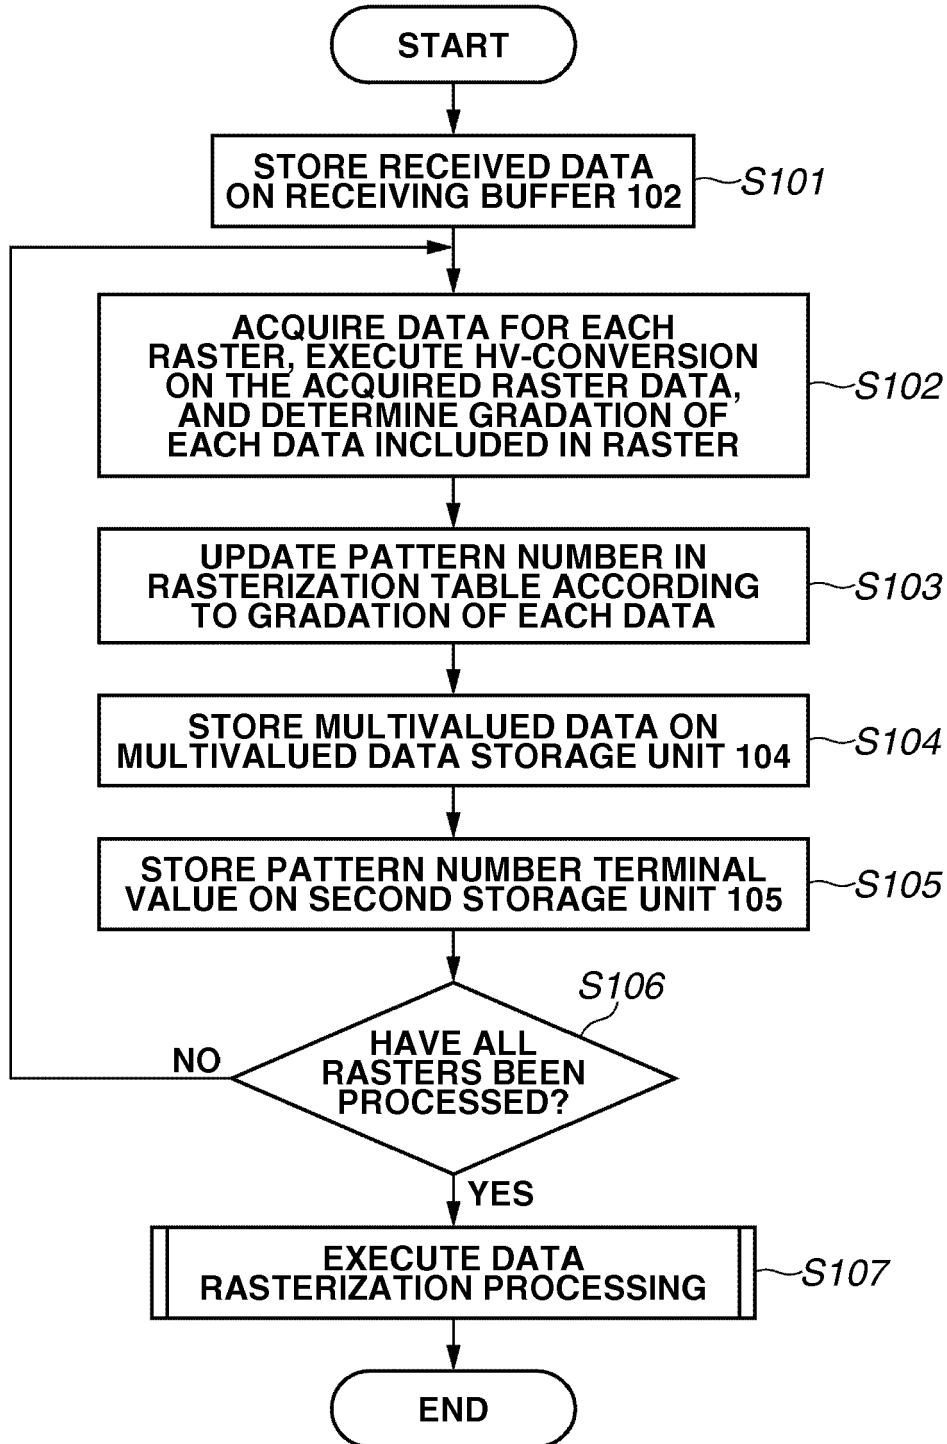 START
STORE RECEIVED DATA
ON RECEIVING BUFFER 102
S101
ACQUIRE DATA FOR EACH
RASTER, EXECUTE HV-CONVERSION
ON THE ACQUIRED RASTER DATA,
AND DETERMINE GRADATION OF
EACH DATA INCLUDED IN RASTER
S102
UPDATE PATTERN NUMBER IN
RASTERIZATION TABLE ACCORDING
TO GRADATION OF EACH DATA
S103
STORE MULTIVALUED DATA ON
MULTIVALUED DATA STORAGE UNIT 104
S104
STORE PATTERN NUMBER TERMINAL
VALUE ON SECOND STORAGE UNIT 105
S105
S106
HAVE ALL
RASTERS BEEN
PROCESSED?
NO
YES
EXECUTE DATA
RASTERIZATION PROCESSING
S107
END